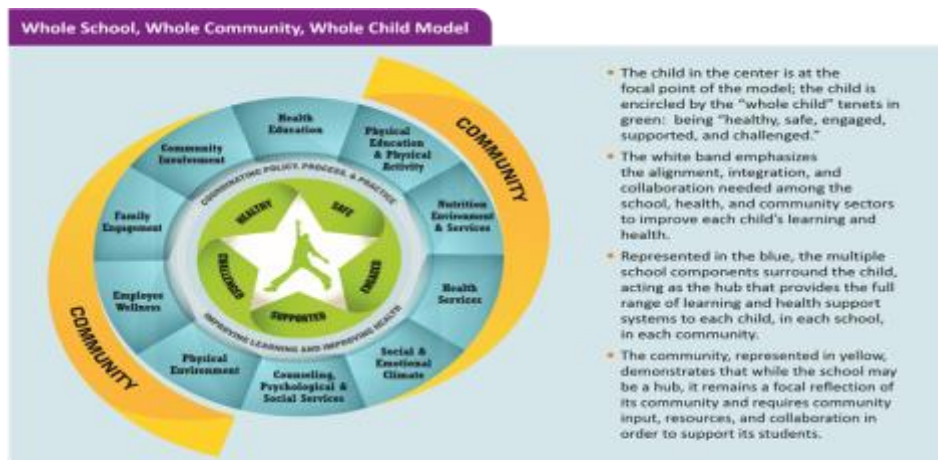 Whole School, Whole Community, Whole Child Model
COMMUNITY
Health
Education
Physical
Education
& Physical
Activity
Nutrition
Environment
& Services
Health
Services
Social &
Emotional
Climate
Counseling,
Psychological &
Social Services
Physical
Environment
Employee
Wellness
Family
Engagement
Community
Involvement
COORDINATING POLICY, PROCESS, & PRACTICE
IMPROVING LEARNING AND IMPROVING HEALTH
HEALTHY
SAFE
ENGAGED
SUPPORTED
CHALLENGED
COMMUNITY
• The child in the center is at the
focal point of the model; the child is
encircled by the “whole child” tenets in
green: being “healthy, safe, engaged,
supported, and challenged.”
• The white band emphasizes
the alignment, integration, and
collaboration needed among the
school, health, and community sectors
to improve each child’s learning and
health.
• Represented in the blue, the multiple
school components surround the child,
acting as the hub that provides the full
range of learning and health support
systems to each child, in each school,
in each community.
• The community, represented in yellow,
demonstrates that while the school may
be a hub, it remains a focal reflection of
its community and requires community
input, resources, and collaboration in
order to support its students.